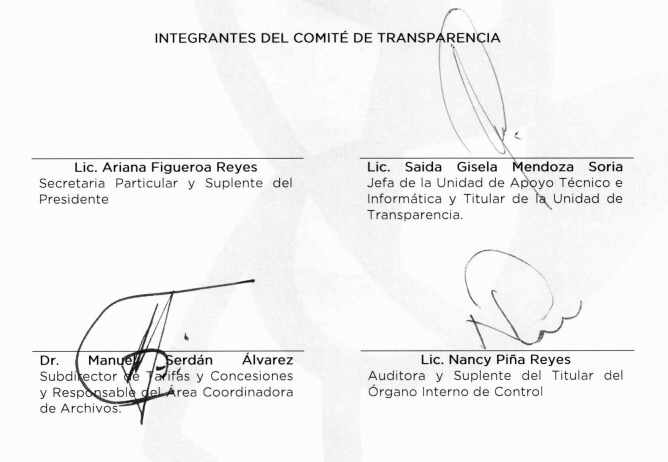 INTEGRANTES DEL COMITÉ DE TRANSPARENCIA
Lic. Ariana Figueroa Reyes
Secretaria Particular y Suplente del
Presidente
Lic. Saida Gisela Mendoza Soria
Jefa de la Unidad de Apoyo Técnico e
Informática y Titular de la Unidad de
Transparencia.
Dr. Manuel Serdán Álvarez
Subdirector de Tarifas y Concesiones
y Responsable del Área Coordinadora
de Archivos.
Lic. Nancy Piña Reyes
Auditora y Suplente del Titular del
Órgano Interno de Control